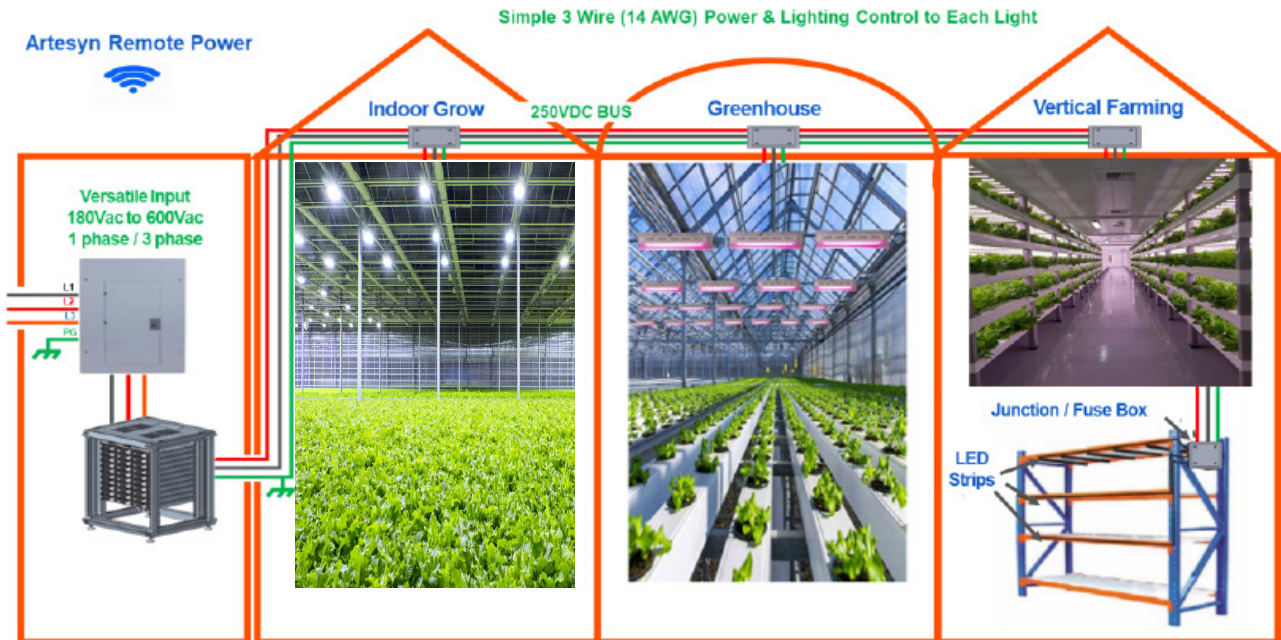 Simple 3 Wire (14 AWG) Power & Lighting Control to Each Light
Artesyn Remote Power
Indoor Grow
250VDC BUS
Greenhouse
Vertical Farming
Versatile Input
180Vac to 600Vac
1 phase / 3 phase
L1
L2
L3
PG
Junction / Fuse Box
LED
Strips